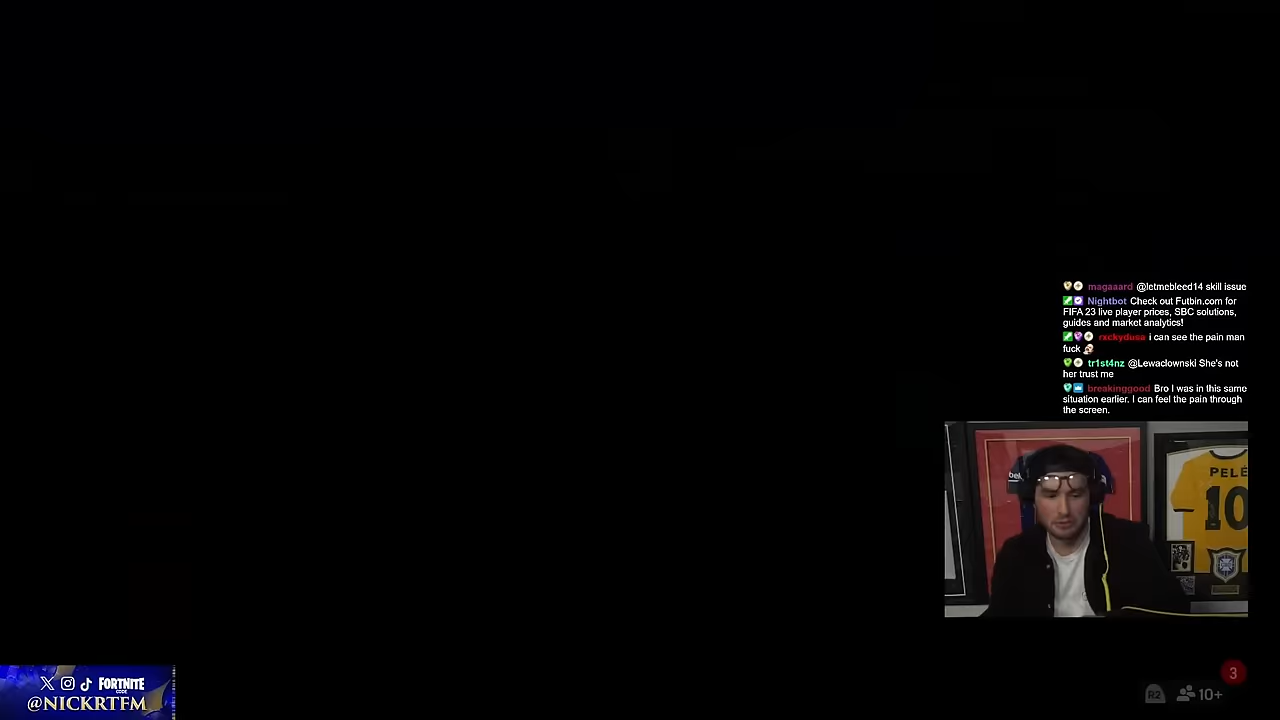 magaaard @letmebleed14 skill issue
Nightbot Check out Futbin.com for
FIFA 23 live player prices, SBC solutions,
guides and market analytics!
rxckydusa i can see the pain man
fuck
tr1st4nz @Lewaclownski She's not
her trust me
breakinggood Bro I was in this same
situation earlier. I can feel the pain through
the screen.
PELÉ
10
3
R2 10+
FORTNITE
CODE
@NICKRTFM